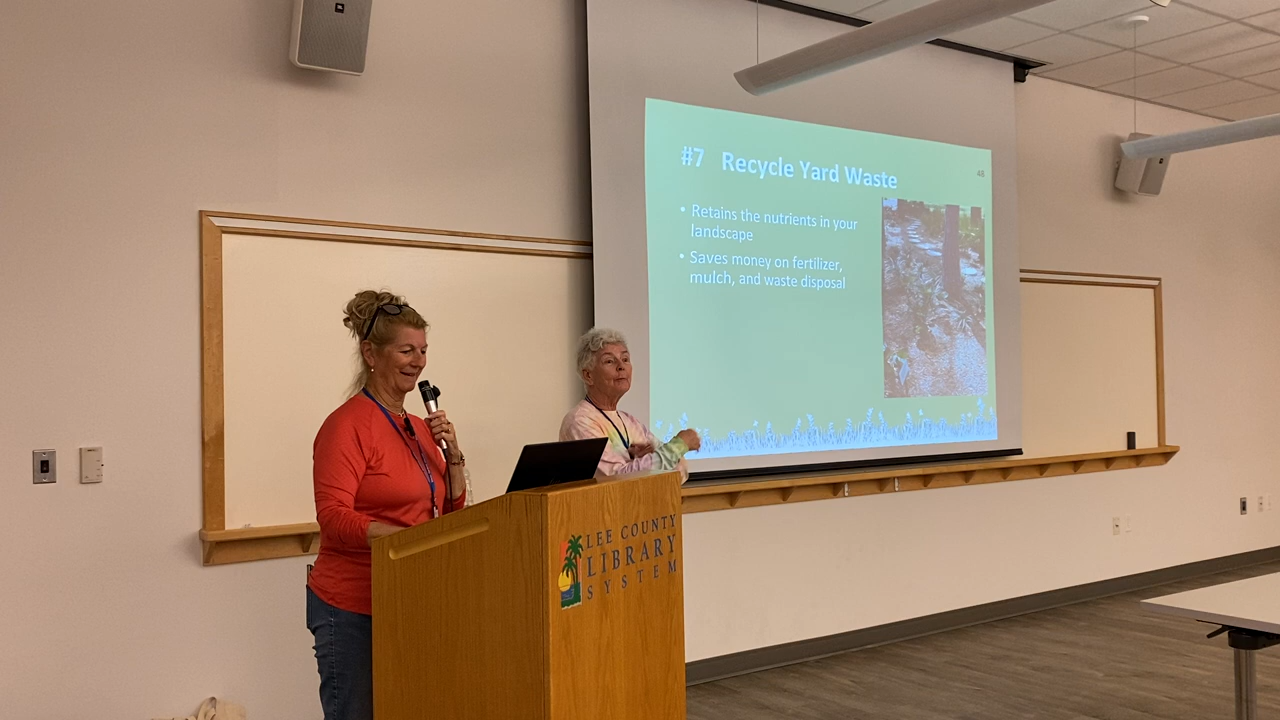 JBL
#7 Recycle Yard Waste
48
• Retains the nutrients in your
landscape
• Saves money on fertilizer,
mulch, and waste disposal
LEE COUNTY
LIBRARY
SYSTEM